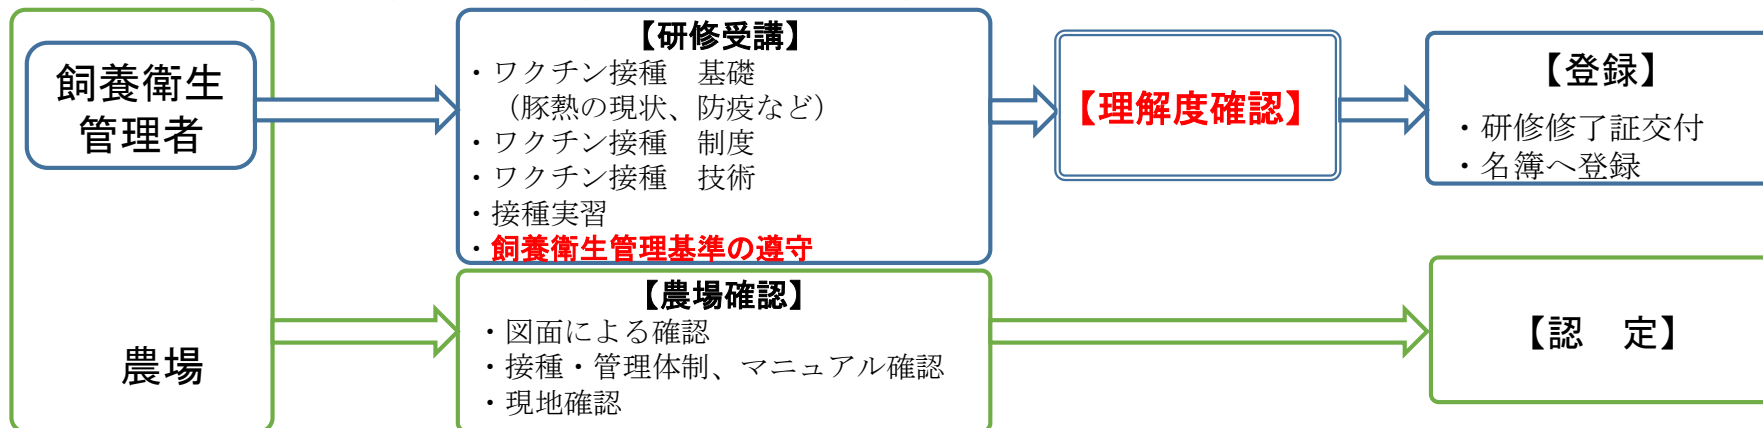 飼養衛生
管理者
農場
【研修受講】
・ワクチン接種　基礎
（豚熱の現状、防疫など）
・ワクチン接種　制度
・ワクチン接種　技術
・接種実習
・飼養衛生管理基準の遵守
【理解度確認】
【登録】
・研修修了証交付
・名簿へ登録
【農場確認】
・図面による確認
・接種・管理体制、マニュアル確認
・現地確認
【認　定】